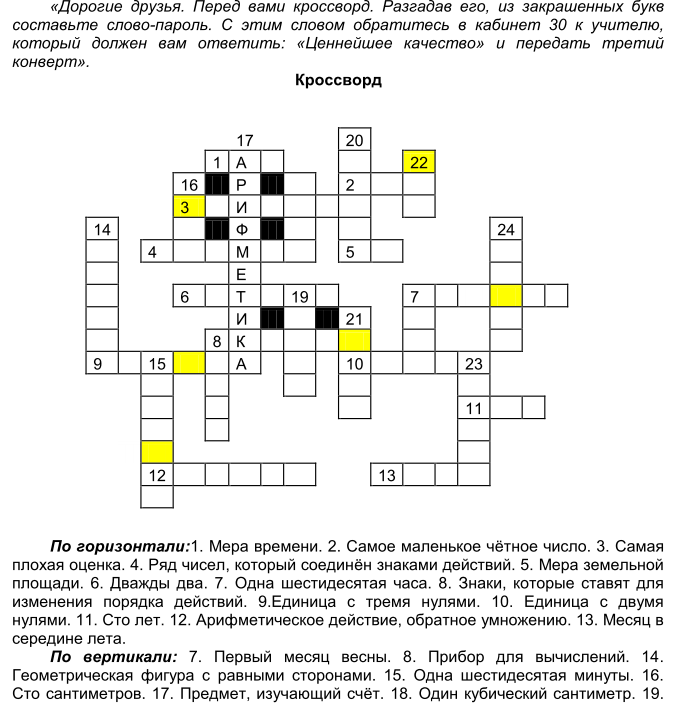 «Дорогие друзья. Перед вами кроссворд. Разгадав его, из закрашенных букв
составьте слово-пароль. С этим словом обратитесь в кабинет 30 к учителю,
который должен вам ответить: «Ценнейшее качество» и передать третий
конверт».
Кроссворд
17 20
1 А 22
16 Р 2
3 И
14 Ф 24
4 М 5
Е
6 Т 19 7
И 21
8 К
9 15 А 10 23
11
12 13
По горизонтали:1. Мера времени. 2. Самое маленькое чётное число. 3. Самая
плохая оценка. 4. Ряд чисел, который соединён знаками действий. 5. Мера земельной
площади. 6. Дважды два. 7. Одна шестидесятая часа. 8. Знаки, которые ставят для
изменения порядка действий. 9.Единица с тремя нулями. 10. Единица с двумя
нулями. 11. Сто лет. 12. Арифметическое действие, обратное умножению. 13. Месяц в
середине лета.
По вертикали: 7. Первый месяц весны. 8. Прибор для вычислений. 14.
Геометрическая фигура с равными сторонами. 15. Одна шестидесятая минуты. 16.
Сто сантиметров. 17. Предмет, изучающий счёт. 18. Один кубический сантиметр. 19.